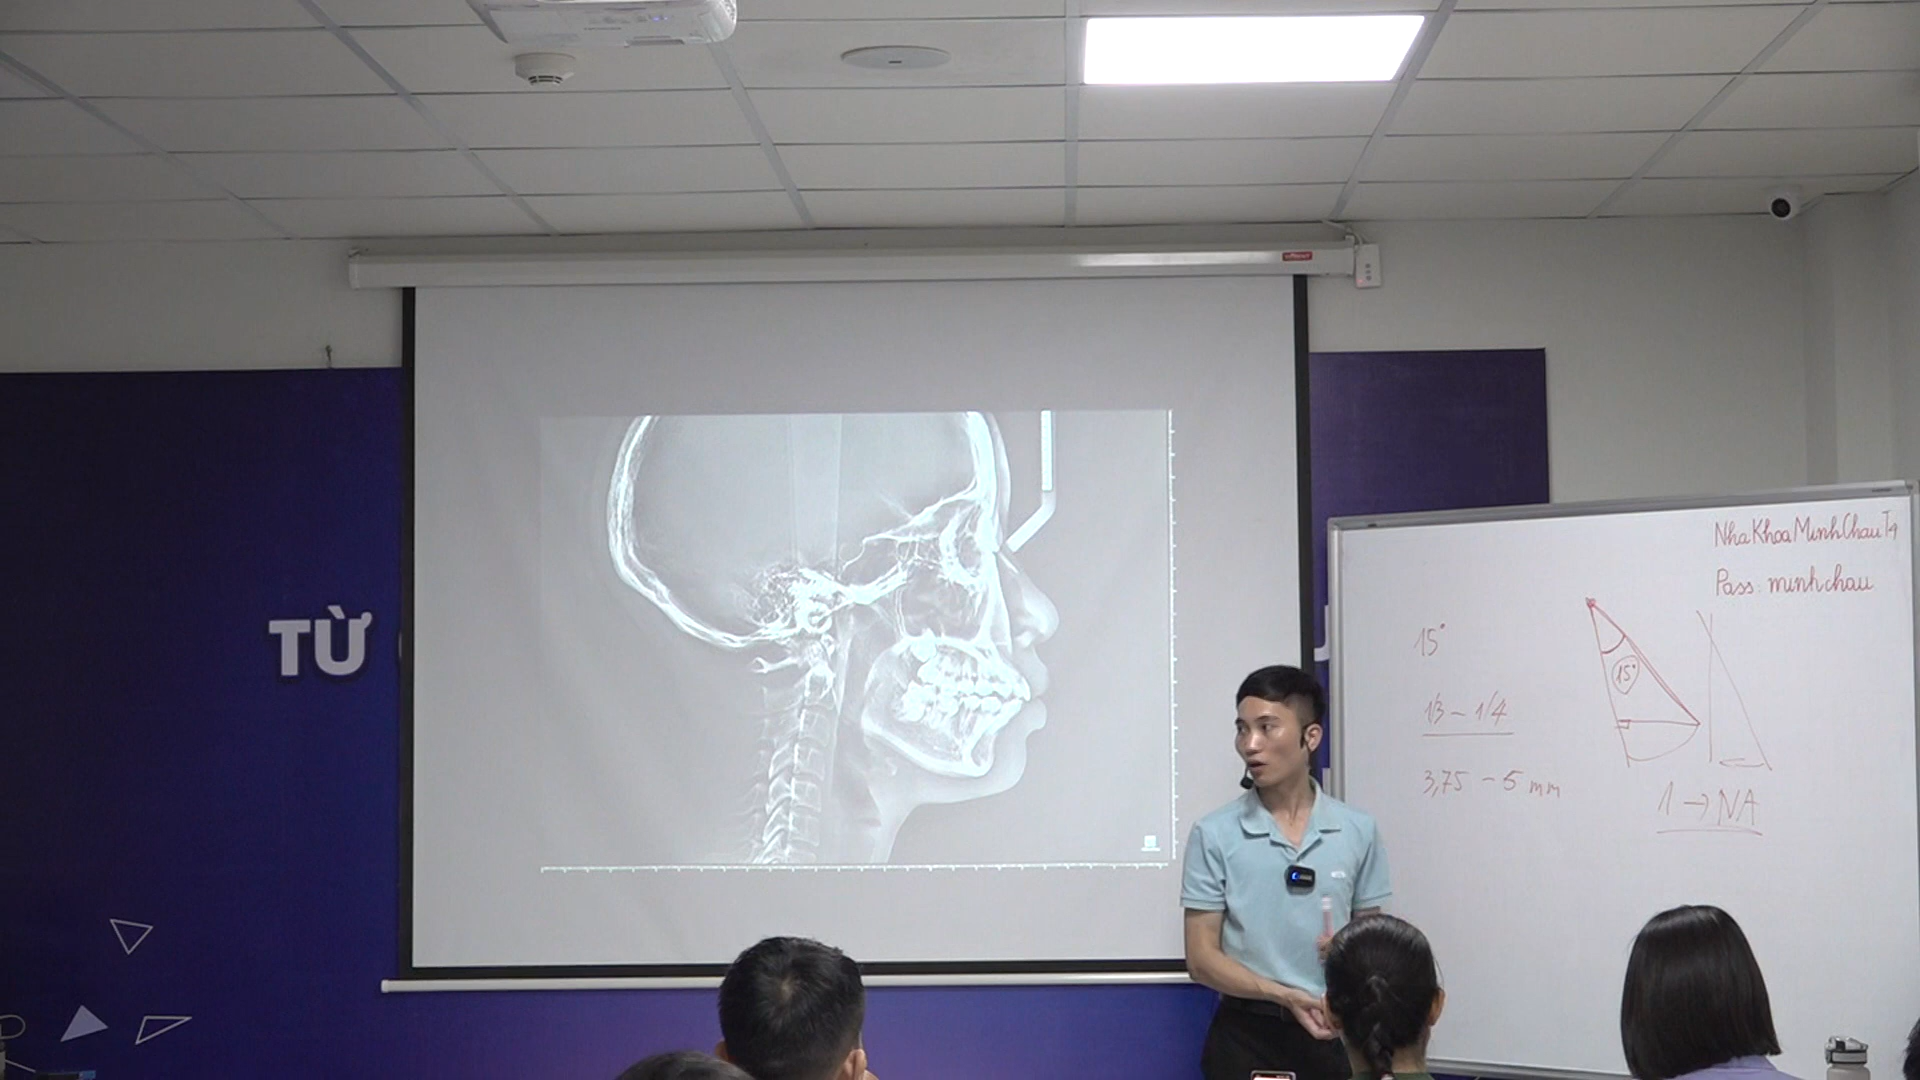 TỪ
Nha Khoa Minh Chau T4
Pass: minhchau
15°
1/3 – 1/4
3,75 – 5 mm
15°
1 → NA